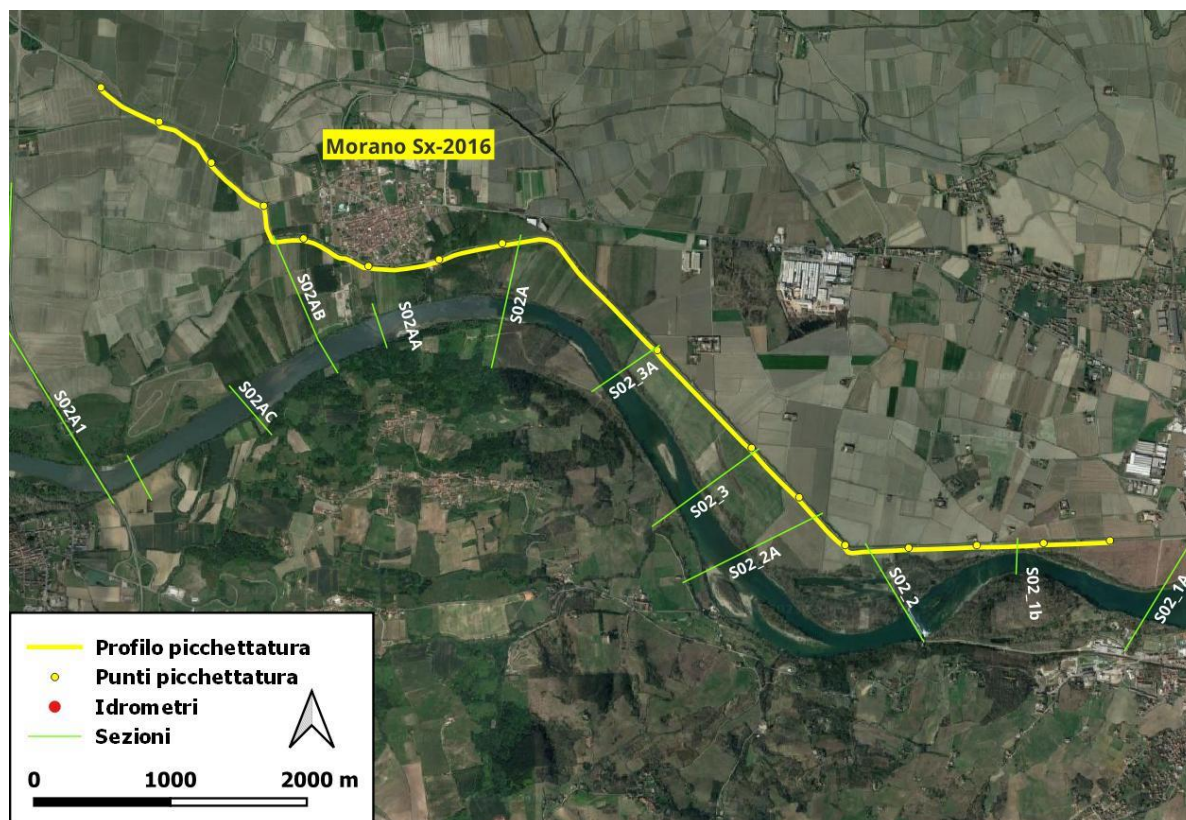 Morano Sx-2016
S02AB
S02AA
S02A
S02_3A
S02AC
S02A1
S02_3
S02_2A
S02_2
S02_1b
S02_1A
Profilo picchettatura
Punti picchettatura
Idrometri
Sezioni
0 1000 2000 m